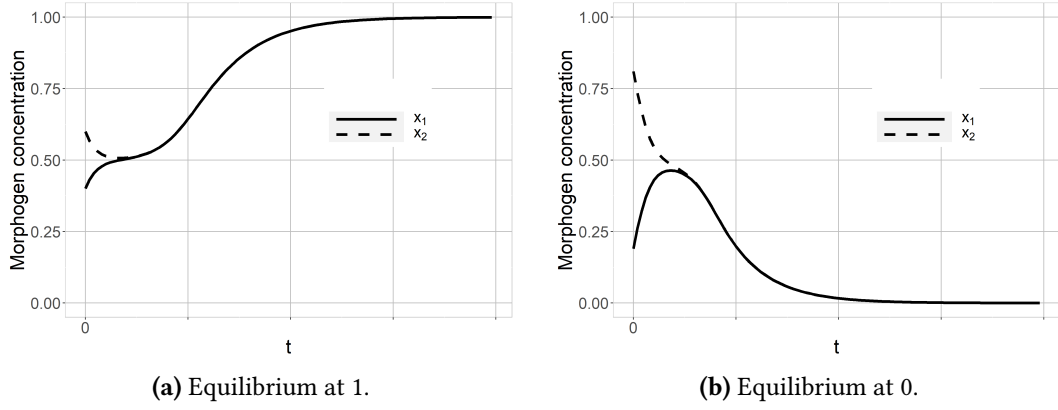 1.00
0.75
0.50
0.25
0.00
Morphogen concentration
x₁
x₂
0
t
(a) Equilibrium at 1.
1.00
0.75
0.50
0.25
0.00
Morphogen concentration
x₁
x₂
0
t
(b) Equilibrium at 0.